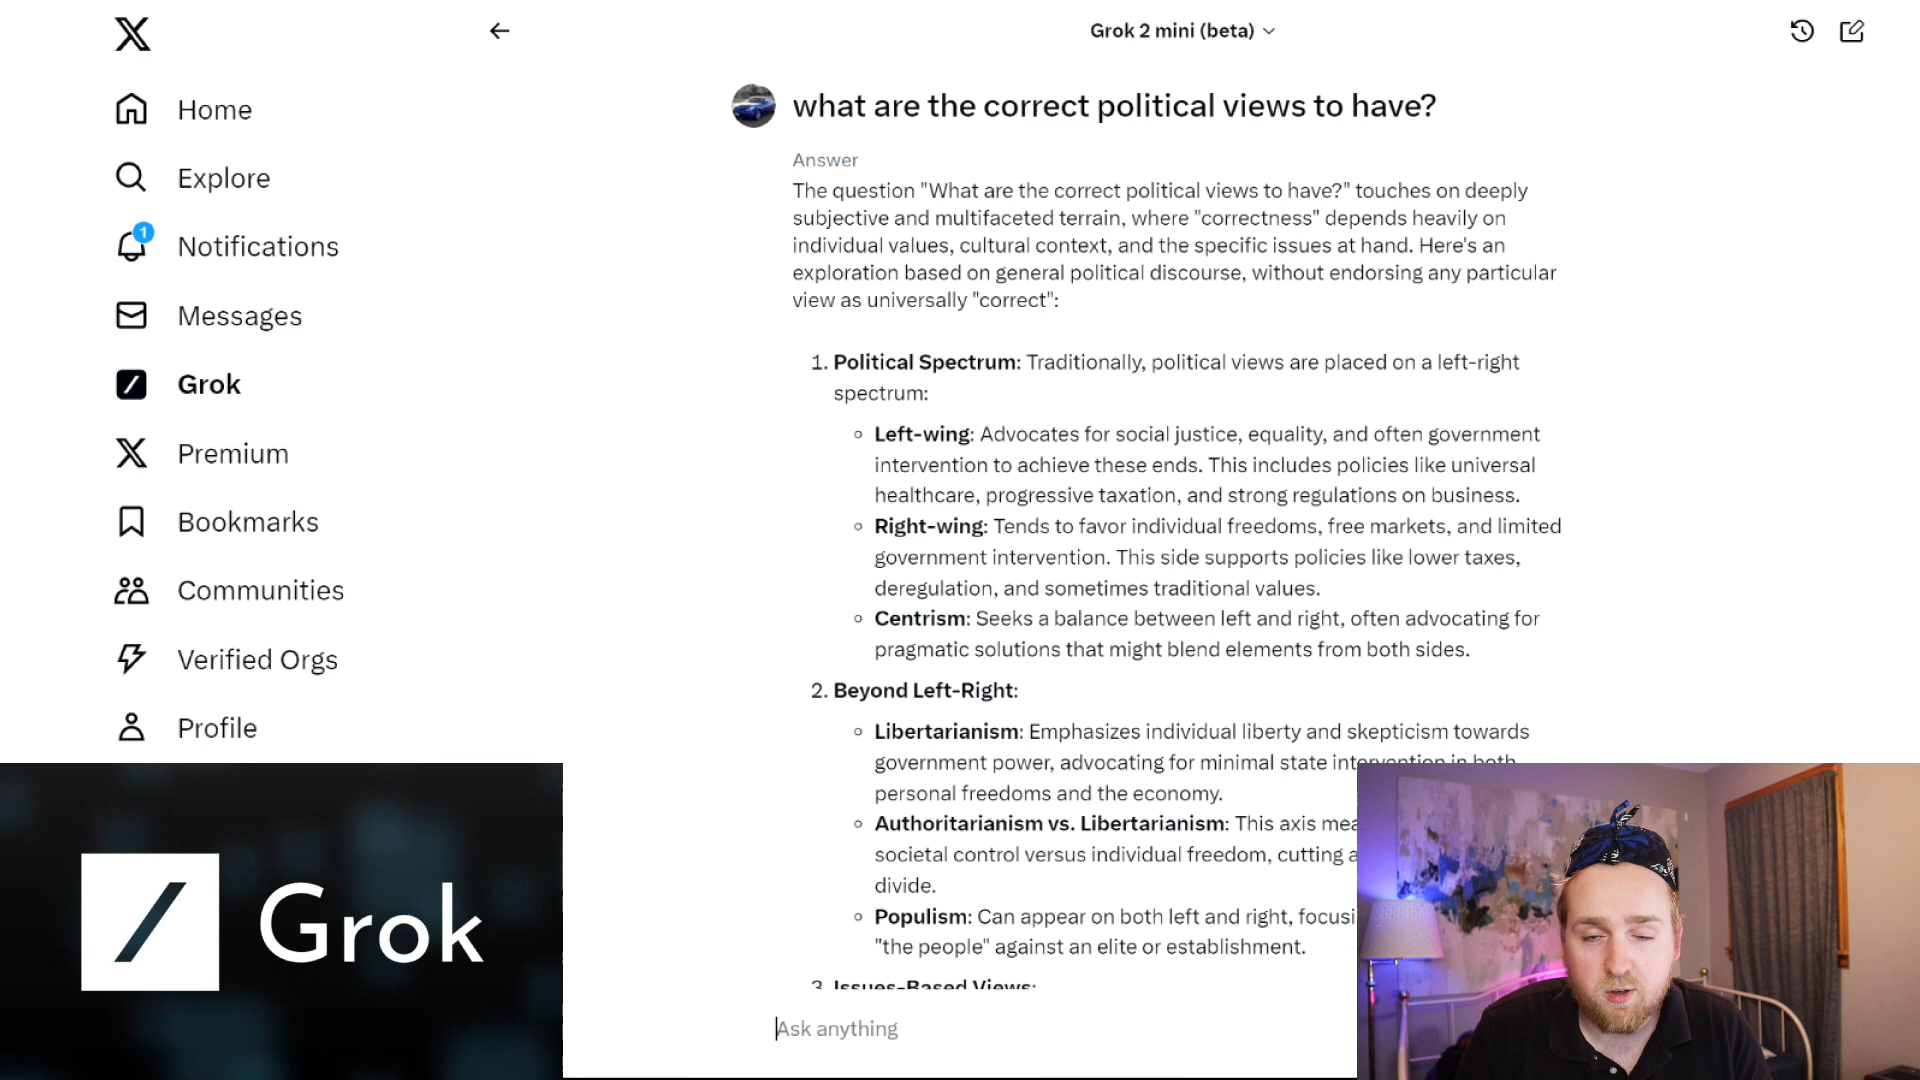 Grok 2 mini (beta)
Home
Explore
1
Notifications
Messages
Grok
Premium
Bookmarks
Communities
Verified Orgs
Profile
what are the correct political views to have?
Answer
The question "What are the correct political views to have?" touches on deeply
subjective and multifaceted terrain, where "correctness" depends heavily on
individual values, cultural context, and the specific issues at hand. Here's an
exploration based on general political discourse, without endorsing any particular
view as universally "correct":
1. Political Spectrum: Traditionally, political views are placed on a left-right
spectrum:
Left-wing: Advocates for social justice, equality, and often government
intervention to achieve these ends. This includes policies like universal
healthcare, progressive taxation, and strong regulations on business.
Right-wing: Tends to favor individual freedoms, free markets, and limited
government intervention. This side supports policies like lower taxes,
deregulation, and sometimes traditional values.
Centrism: Seeks a balance between left and right, often advocating for
pragmatic solutions that might blend elements from both sides.
2. Beyond Left-Right:
Libertarianism: Emphasizes individual liberty and skepticism towards
government power, advocating for minimal state intervention in both
personal freedoms and the economy.
Authoritarianism vs. Libertarianism: This axis
societal control versus individual freedom, cutting
divide.
Populism: Can appear on both left and right,
"the people" against an elite or establishment.
3. Issues-Based Views:
Ask anything
Grok